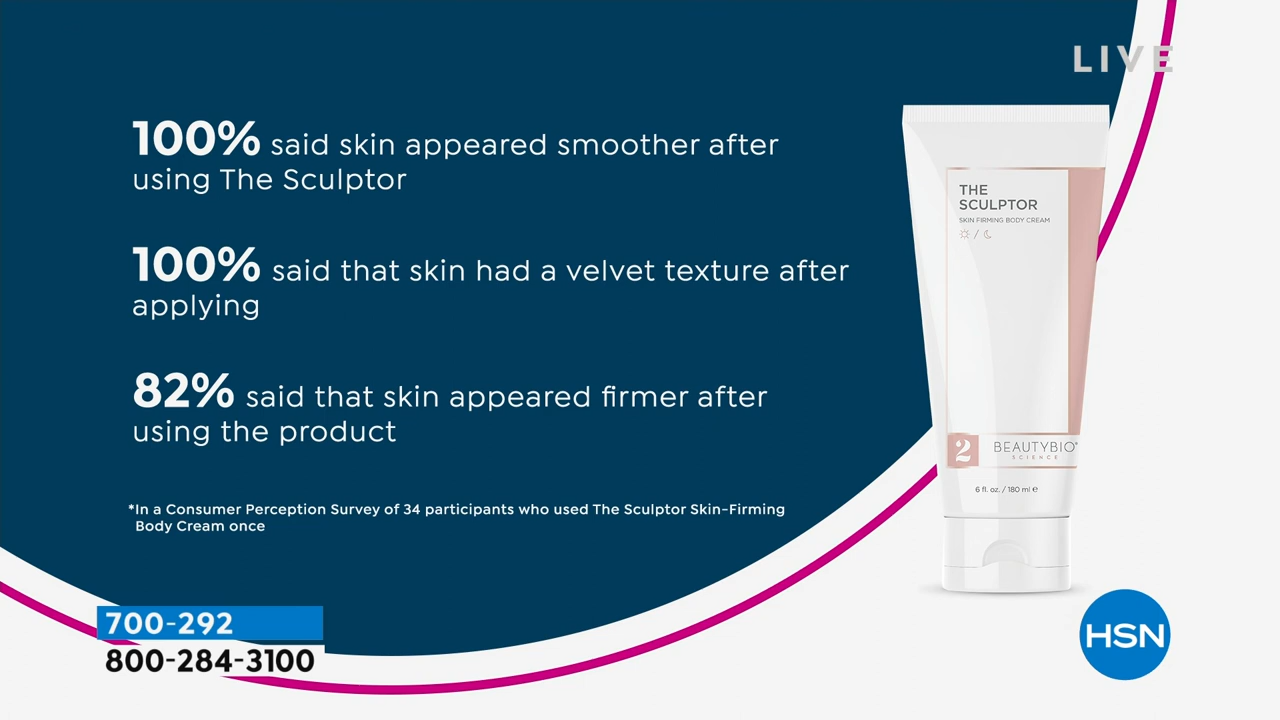 LIVE
100% said skin appeared smoother after
using The Sculptor
100% said that skin had a velvet texture after
applying
82% said that skin appeared firmer after
using the product
*In a Consumer Perception Survey of 34 participants who used The Sculptor Skin-Firming
Body Cream once
THE
SCULPTOR
SKIN FIRMING BODY CREAM
2 BEAUTYBIO®
SCIENCE
6 fl. oz. / 180 ml ℮
700-292
800-284-3100
HSN